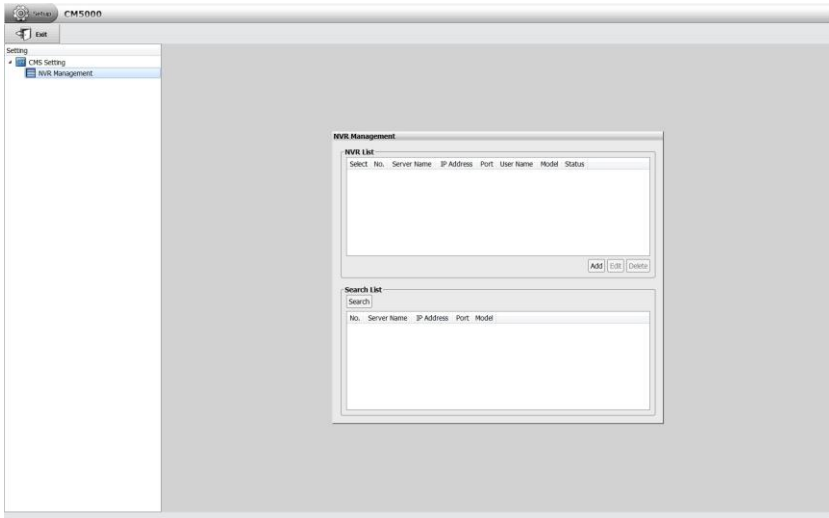 Setup CM5000
Exit
Setting
CMS Setting
NVR Management
NVR Management
NVR List
Select No. Server Name IP Address Port User Name Model Status
Add Edit Delete
Search List
Search
No. Server Name IP Address Port Model